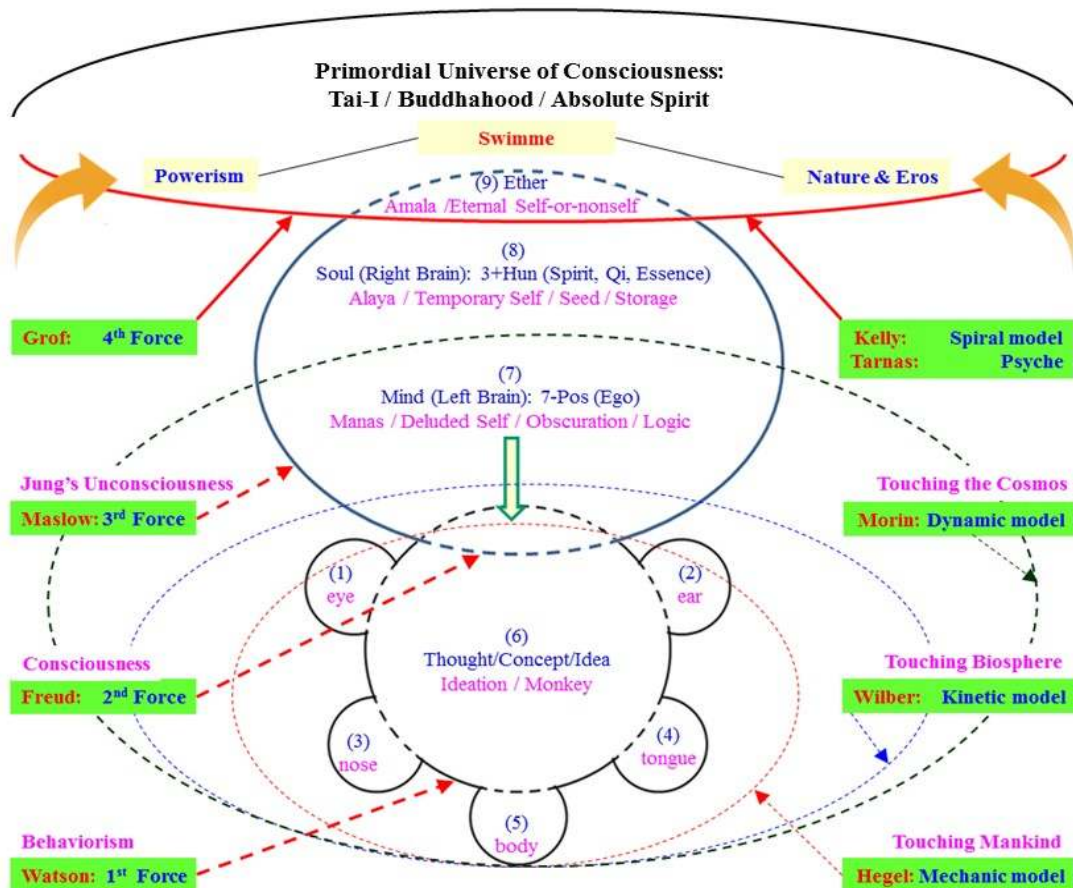 Primordial Universe of Consciousness:
Tai-I / Buddhahood / Absolute Spirit
Swimme
Powerism
Nature & Eros
(9) Ether
Amala /Eternal Self-or-nonself
(8)
Soul (Right Brain): 3+Hun (Spirit, Qi, Essence)
Alaya / Temporary Self / Seed / Storage
Grof: 4th Force
Kelly: Spiral model
Tarnas: Psyche
(7)
Mind (Left Brain): 7-Pos (Ego)
Manas / Deluded Self / Obscuration / Logic
Jung's Unconsciousness
Maslow: 3rd Force
Touching the Cosmos
Morin: Dynamic model
(1)
eye
(2)
ear
(6)
Thought/Concept/Idea
Ideation / Monkey
Consciousness
Freud: 2nd Force
Touching Biosphere
Wilber: Kinetic model
(3)
nose
(4)
tongue
(5)
body
Behaviorism
Watson: 1st Force
Touching Mankind
Hegel: Mechanic model